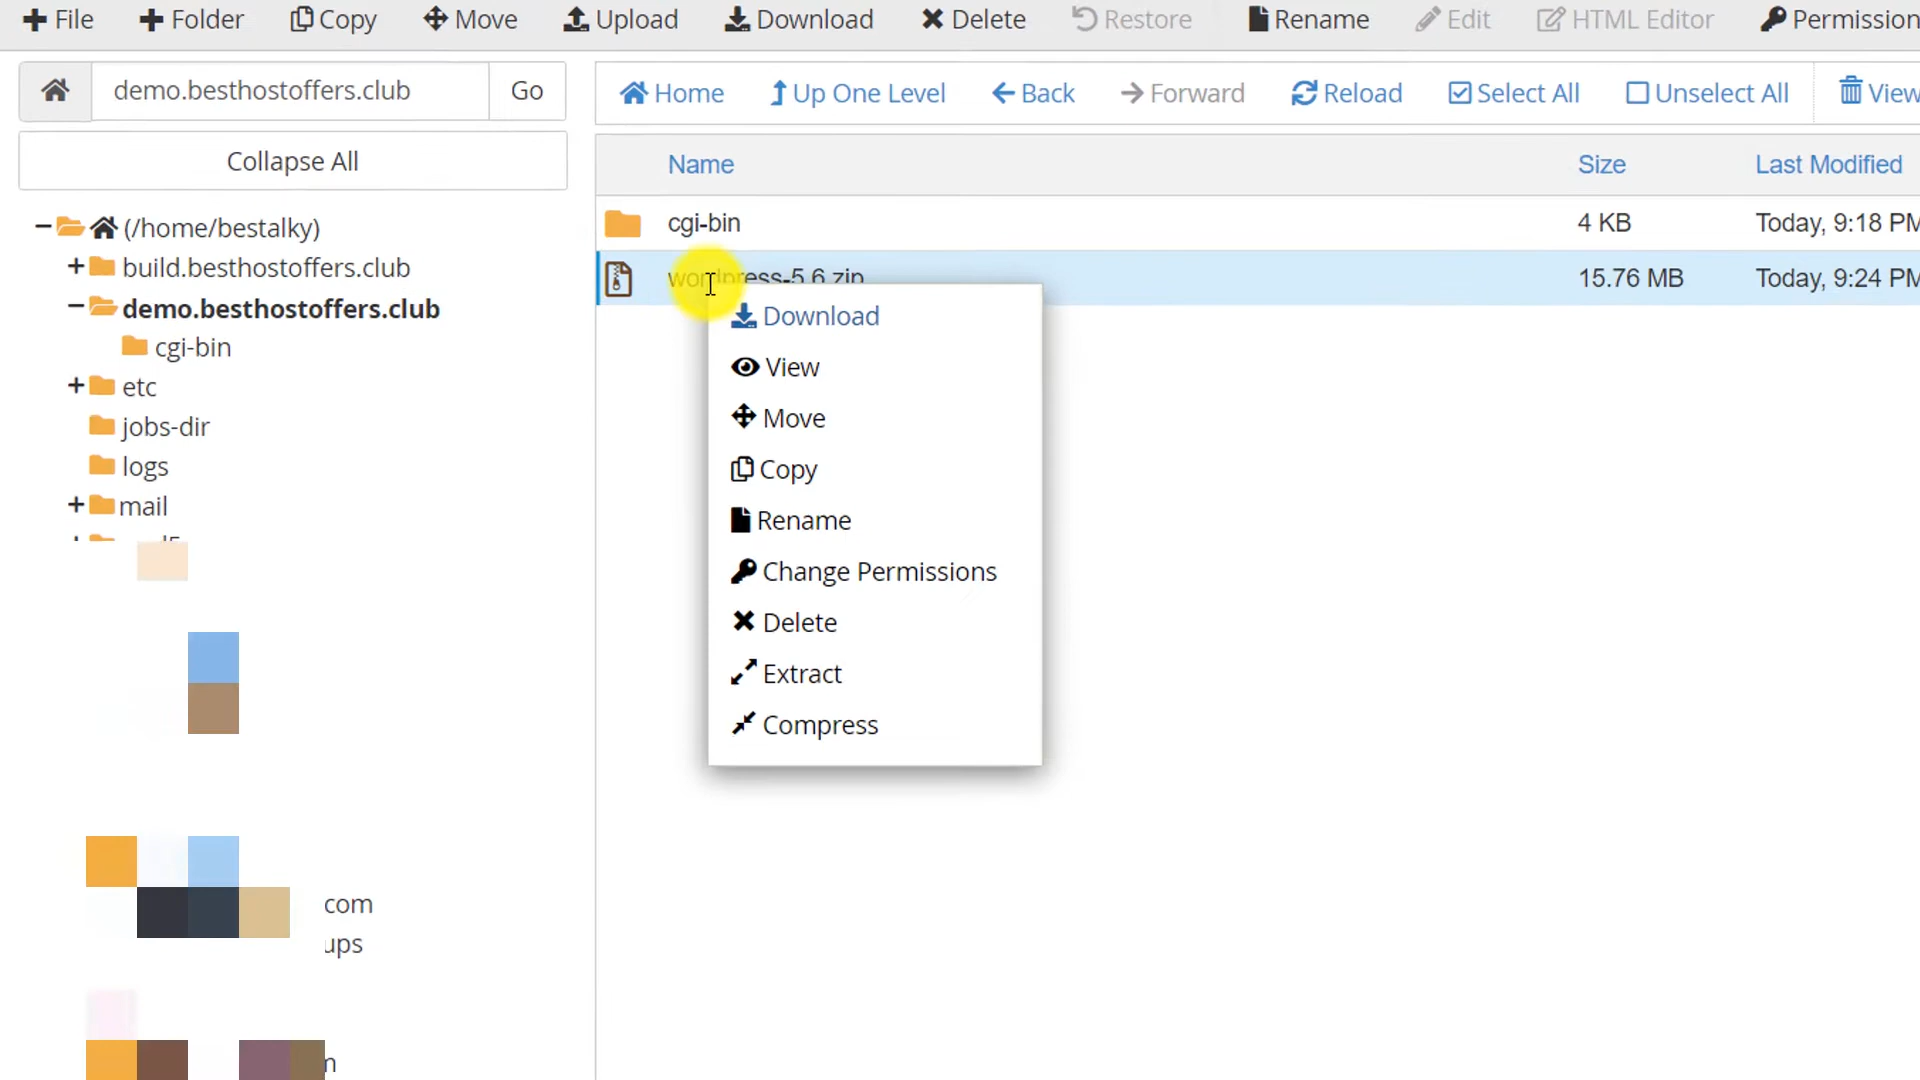 File Folder Copy Move Upload Download Delete Restore Rename Edit HTML Editor Permission
demo.besthostoffers.club Go
Home Up One Level Back Forward Reload Select All Unselect All View
Collapse All
Name Size Last Modified
(/home/bestalky)
build.besthostoffers.club
demo.besthostoffers.club
cgi-bin
etc
jobs-dir
logs
mail
com
ups
cgi-bin 4 KB Today, 9:18 PM
wordpress-5.6.zip 15.76 MB Today, 9:24 PM
Download
View
Move
Copy
Rename
Change Permissions
Delete
Extract
Compress